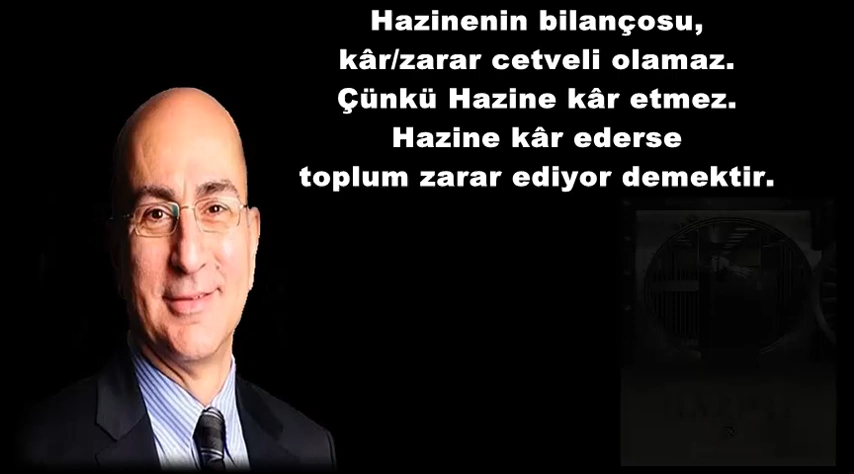 Hazinenin bilançosu,
kâr/zarar cetveli olamaz.
Çünkü Hazine kâr etmez.
Hazine kâr ederse
toplum zarar ediyor demektir.